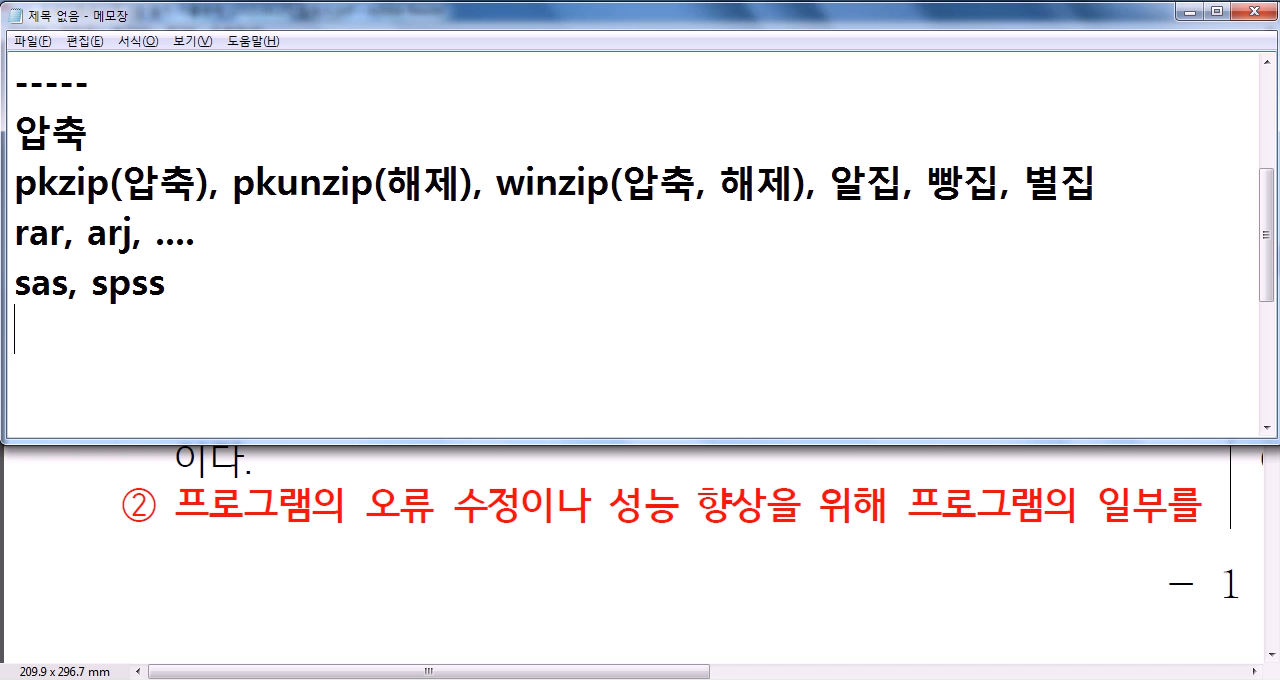 제목 없음 - 메모장
파일(F) 편집(E) 서식(O) 보기(V) 도움말(H)
-----
압축
pkzip(압축), pkunzip(해제), winzip(압축, 해제), 알집, 빵집, 별집
rar, arj, ....
sas, spss
이다.
② 프로그램의 오류 수정이나 성능 향상을 위해 프로그램의 일부를
- 1
209.9 x 296.7 mm